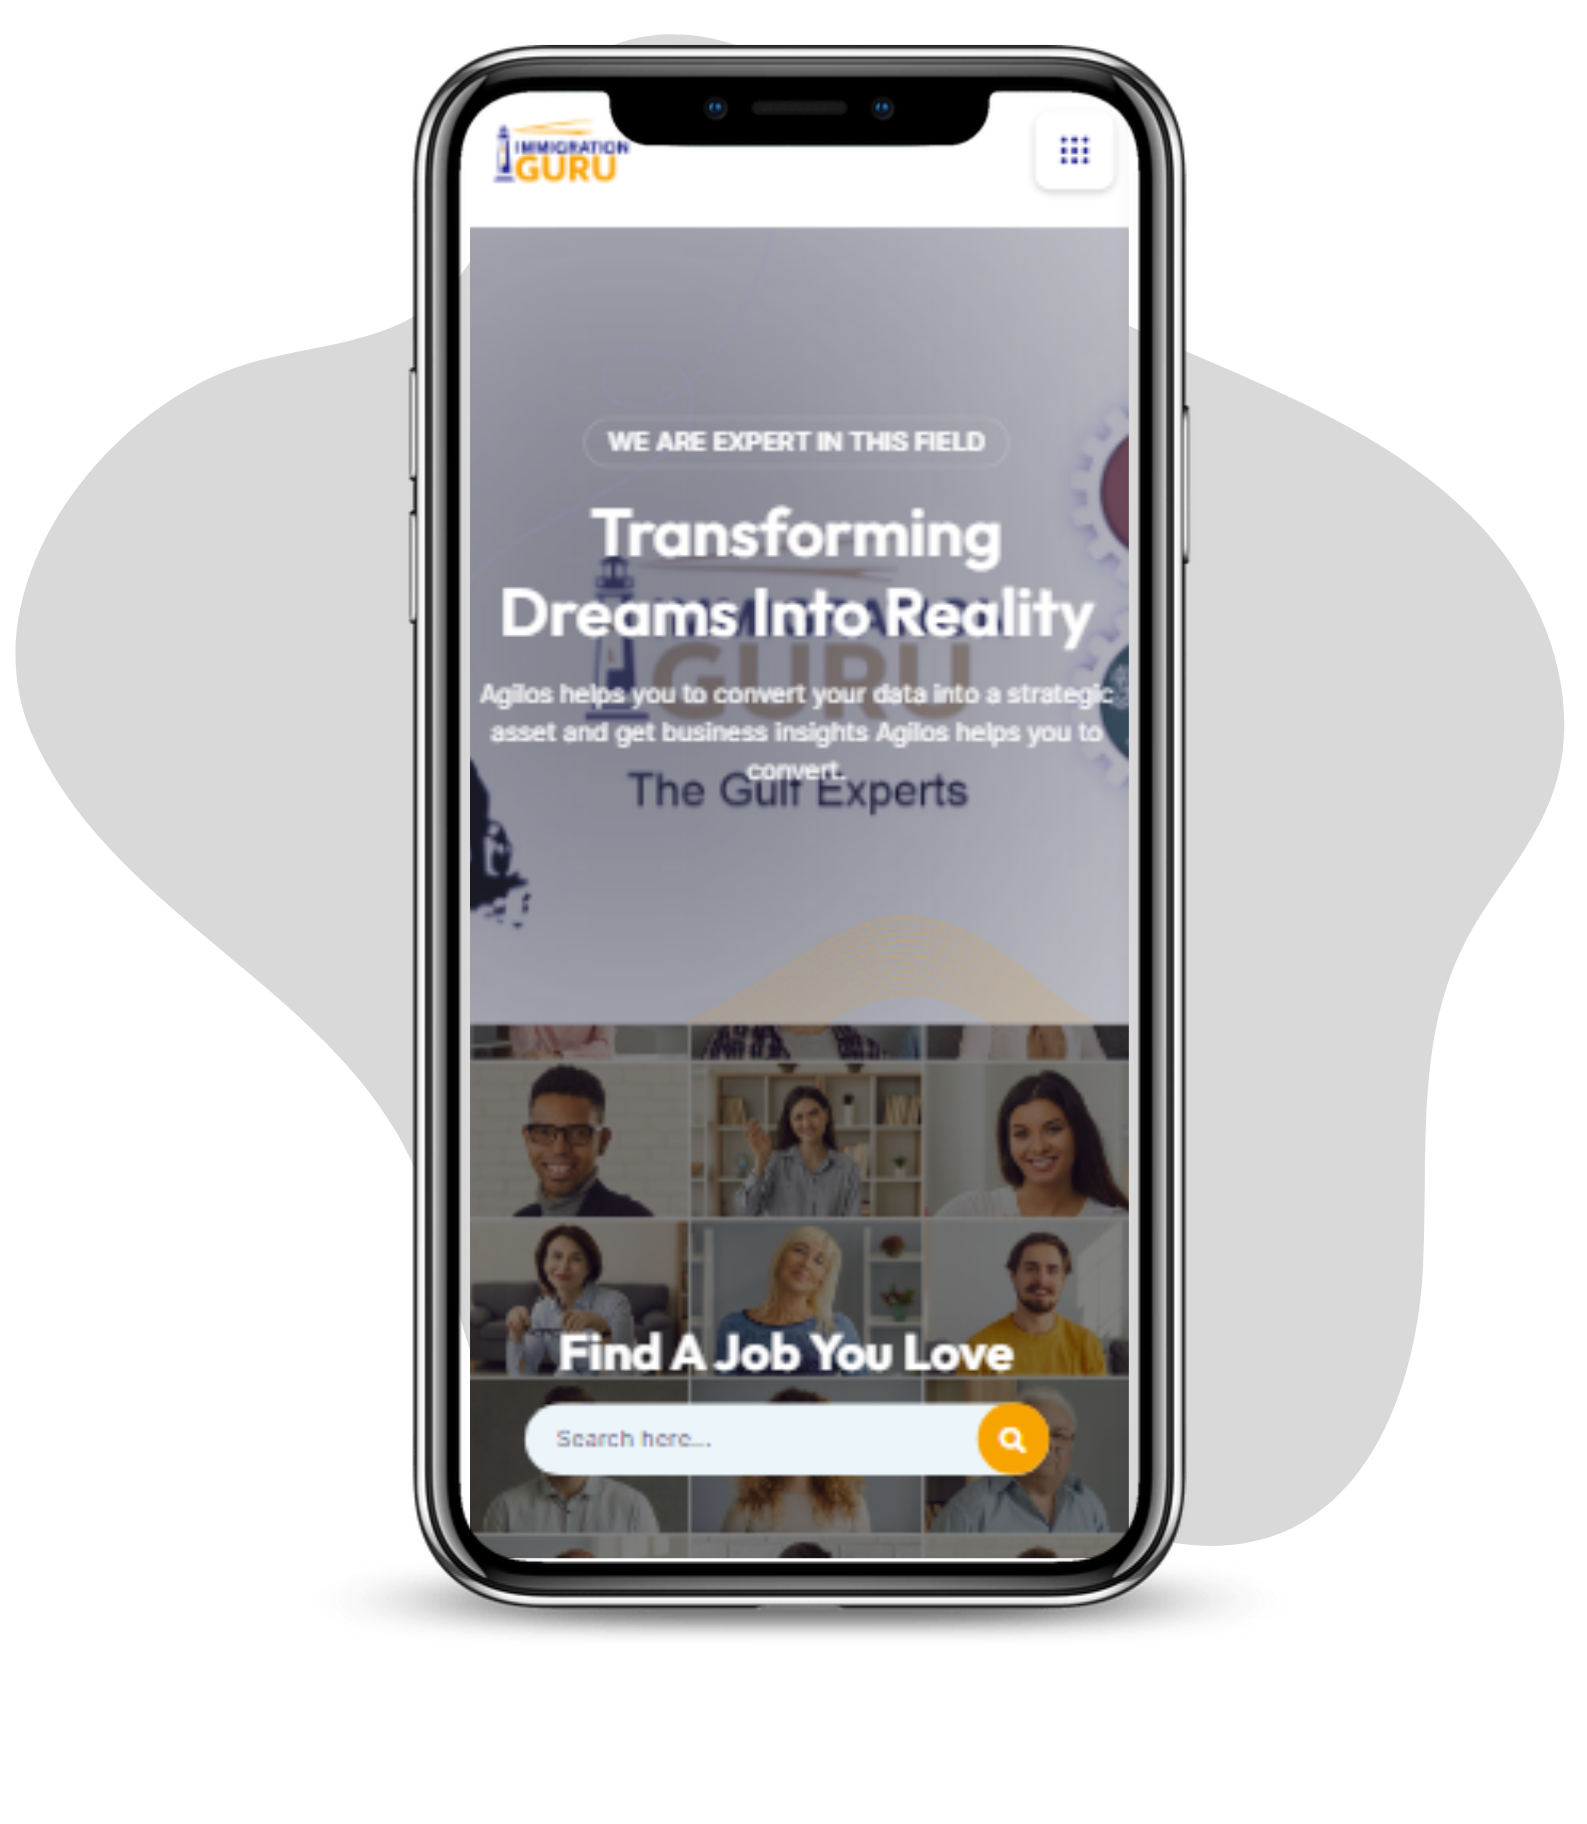 IMMIGRATION
GURU
WE ARE EXPERT IN THIS FIELD
Transforming
Dreams Into Reality
GURU
Agilos helps you to convert your data into a strategic
asset and get business insights Agilos helps you to
convert.
The Gulf Experts
Find A Job You Love
Search here...